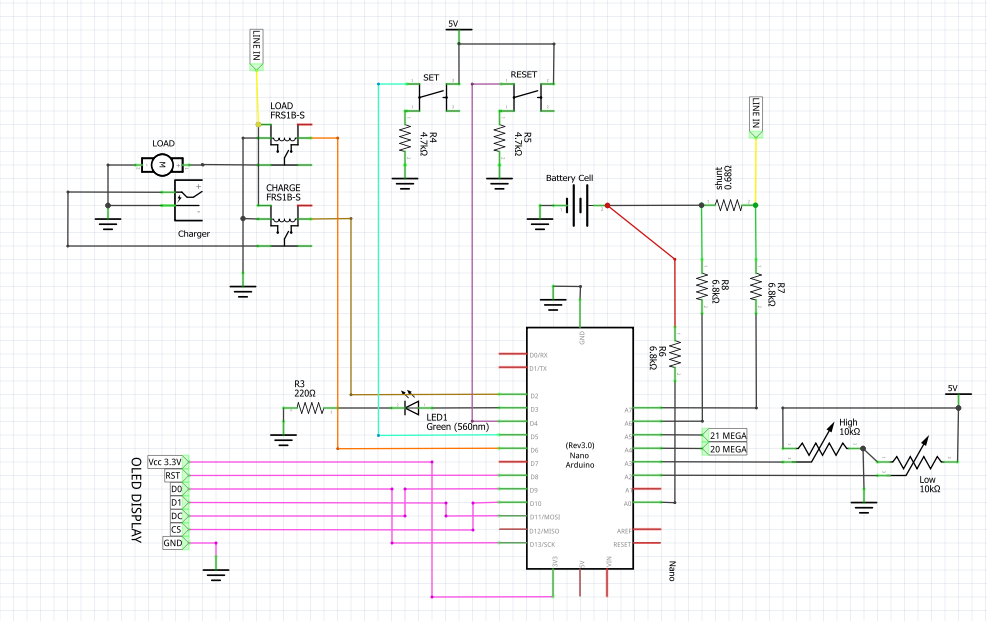 5V
LINE IN
SET
RESET
LOAD
FRS1B-S
R4
4.7kΩ
R5
4.7kΩ
LINE IN
LOAD
M
shunt
0.68Ω
Battery Cell
CHARGE
FRS1B-S
+
-
Charger
R8
6.8kΩ
R7
6.8kΩ
GND
R6
6.8kΩ
D0/RX
D1/TX
R3
220Ω
5V
D2
D3
D4
D5
D6
D7
D8
D9
D10
D11/MOSI
D12/MISO
D13/SCK
A7
A6
A5
A4
A3
A2
A1
A0
AREF
RESET
LED1
Green (560nm)
21 MEGA
20 MEGA
High
10kΩ
(Rev3.0)
Nano
Arduino
Low
10kΩ
OLED DISPLAY
Vcc 3.3V
RST
D0
D1
DC
CS
GND
3V3
5V
VIN
Nano